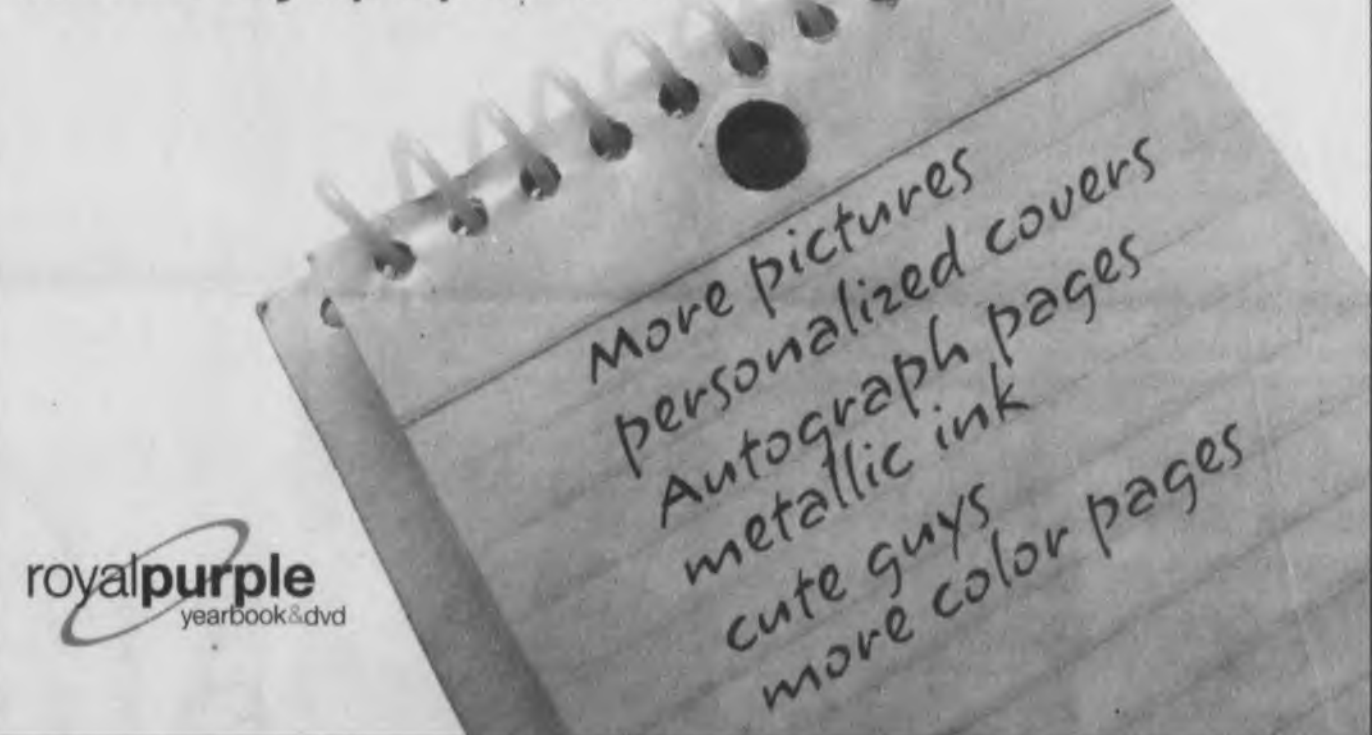 More pictures
personalized covers
Autograph pages
metallic ink
cute guys
more color pages
royalpurple
yearbook&dvd